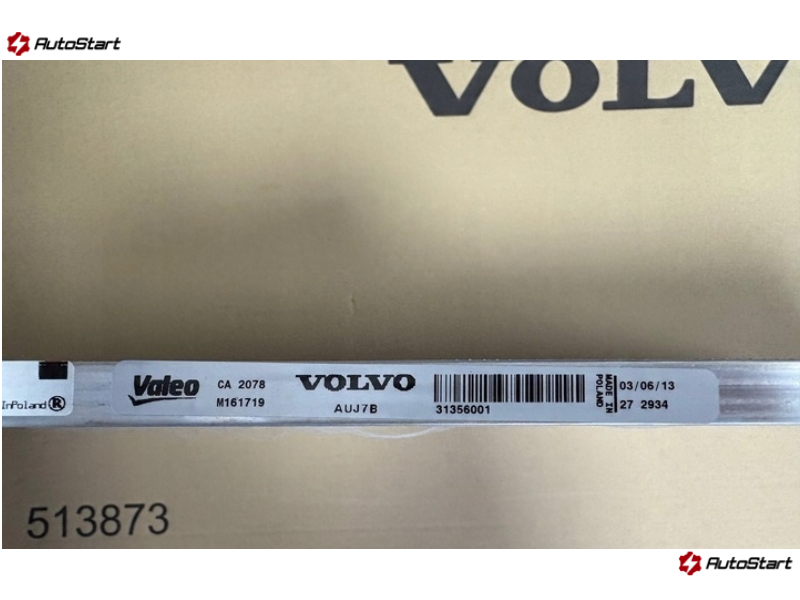 AutoStart
VOLV
InPoland®
Valeo
CA 2078
M161719
VOLVO
AUJ7B
31356001
MADE IN
POLAND
03/06/13
27 2934
513873
AutoStart